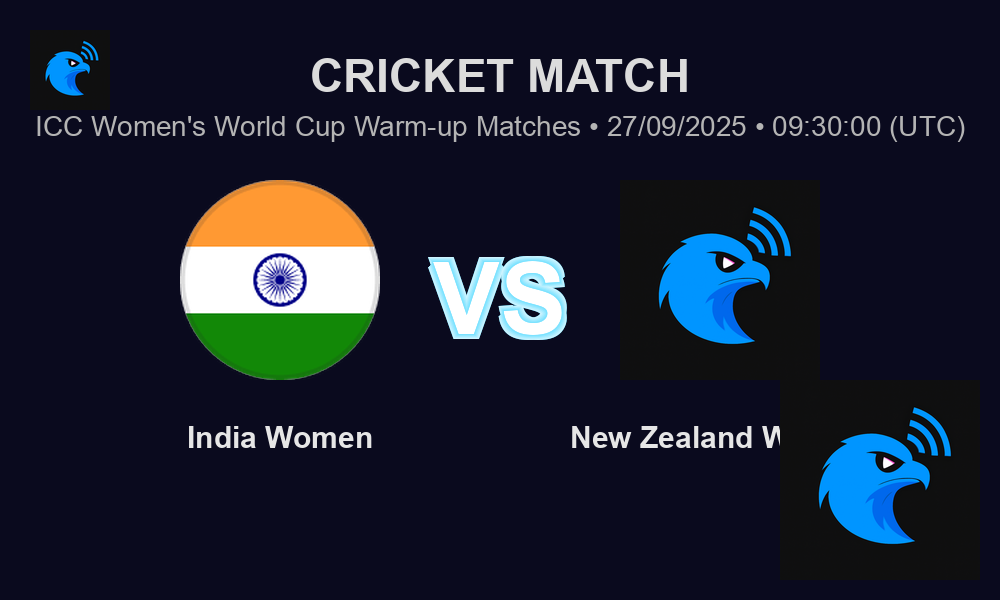 CRICKET MATCH
ICC Women's World Cup Warm-up Matches • 27/09/2025 • 09:30:00 (UTC)
VS
India Women
New Zealand